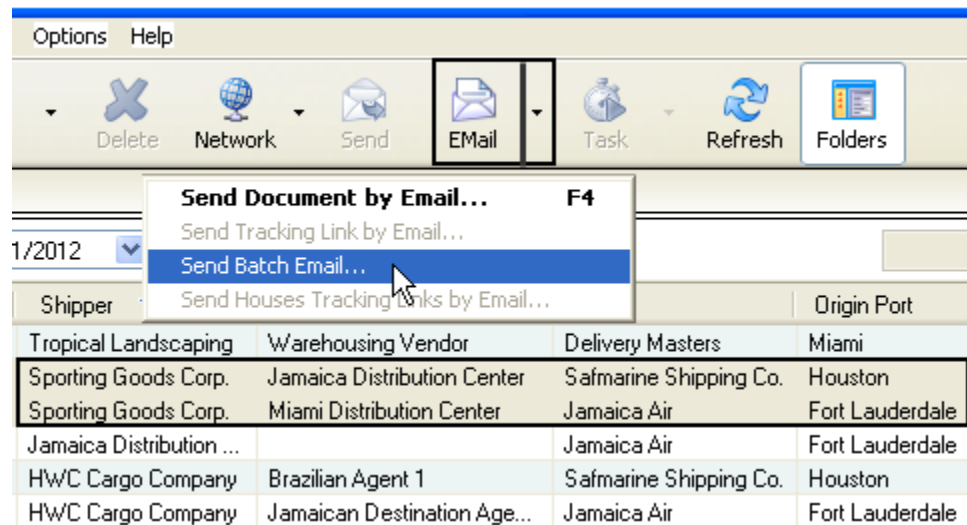 Options Help
Delete Network Send EMail Task Refresh Folders
Send Document by Email... F4
Send Tracking Link by Email...
1/2012
Send Batch Email...
Send Houses Tracking Links by Email...
Shipper Origin Port
Tropical Landscaping Warehousing Vendor Delivery Masters Miami
Sporting Goods Corp. Jamaica Distribution Center Safmarine Shipping Co. Houston
Sporting Goods Corp. Miami Distribution Center Jamaica Air Fort Lauderdale
Jamaica Distribution ... Jamaica Air Fort Lauderdale
HWC Cargo Company Brazilian Agent 1 Safmarine Shipping Co. Houston
HWC Cargo Company Jamaican Destination Age... Jamaica Air Fort Lauderdale